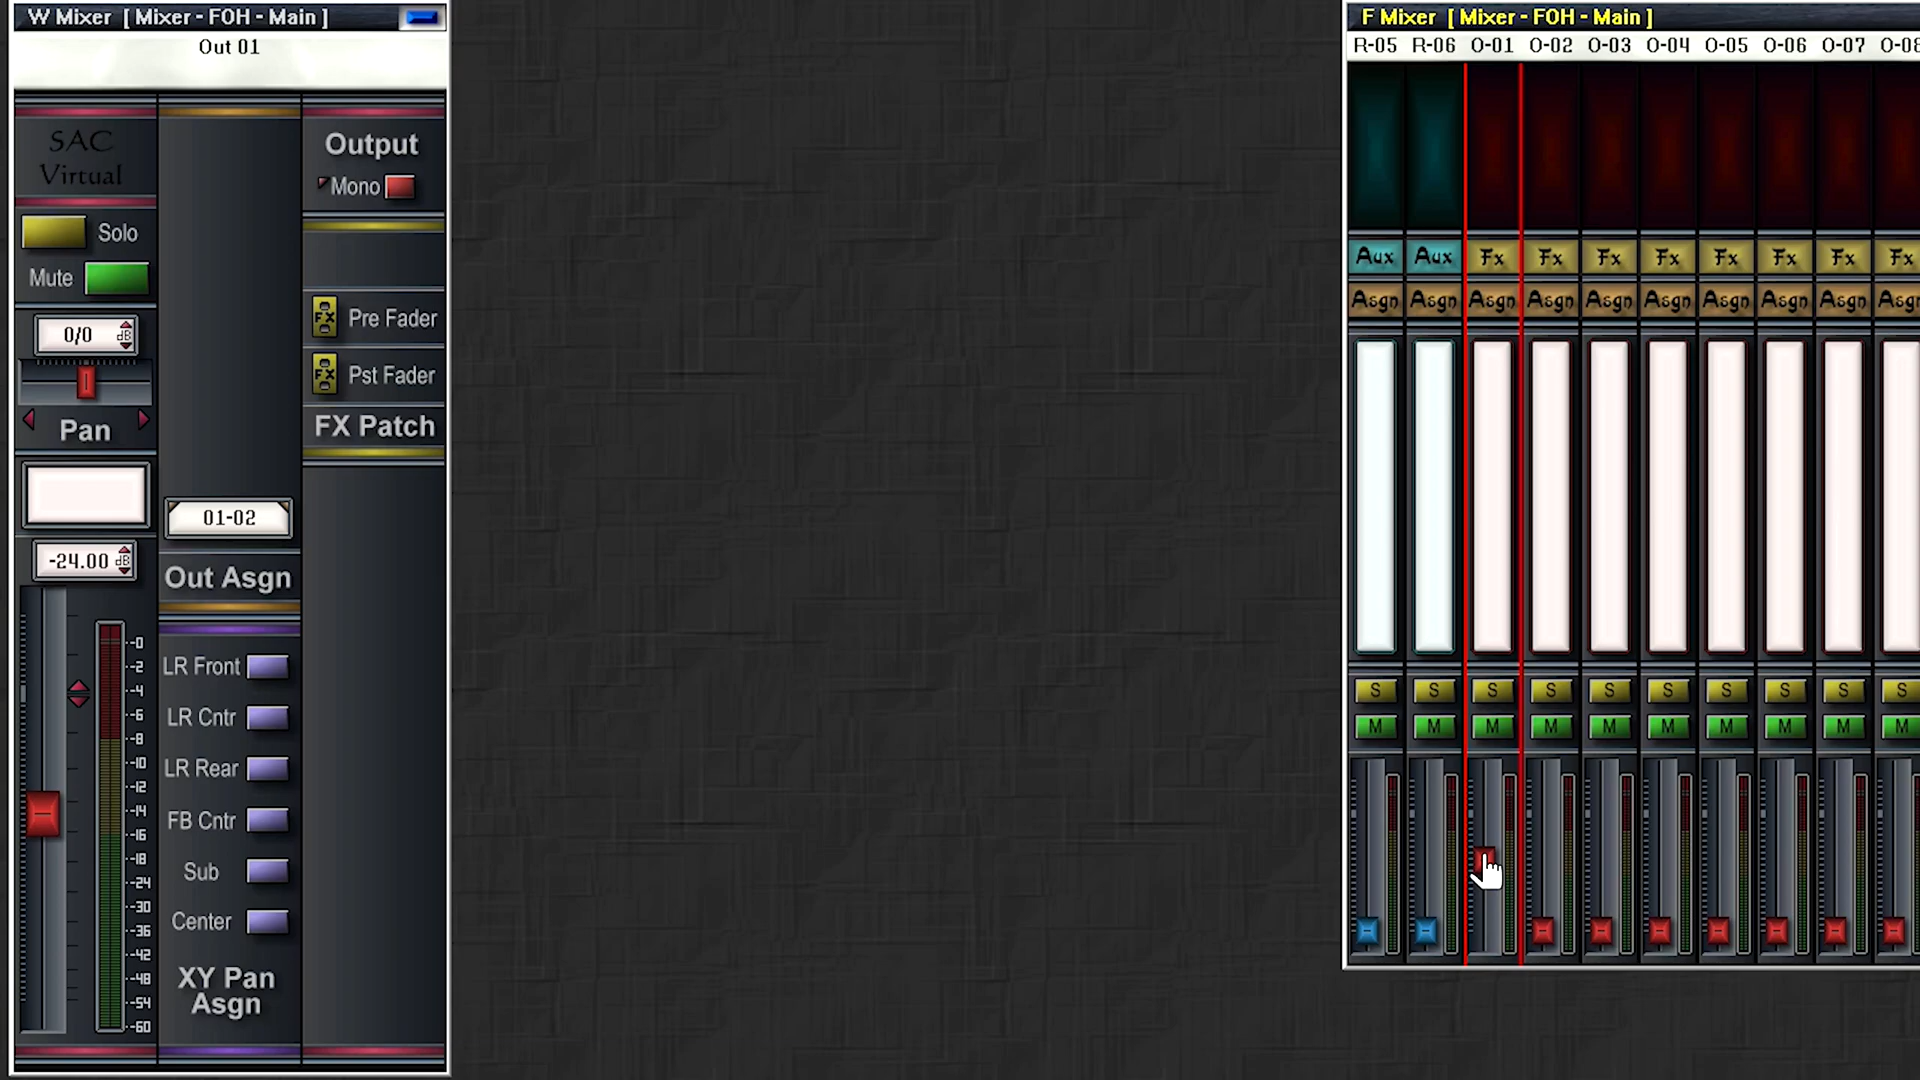 W Mixer [ Mixer - FOH - Main ]
Out 01
SAC
Virtual
Solo
Mute
0/0 dB
Pan
-24.00 dB
-0
-2
-4
-6
-8
-10
-12
-14
-16
-18
-24
-30
-36
-42
-48
-54
-60
01-02
Out Asgn
LR Front
LR Cntr
LR Rear
FB Cntr
Sub
Center
XY Pan
Asgn
Output
Mono
FX Pre Fader
FX Pst Fader
FX Patch
F Mixer [ Mixer - FOH - Main ]
R-05 R-06 O-01 O-02 O-03 O-04 O-05 O-06 O-07 O-08
Aux Aux Fx Fx Fx Fx Fx Fx Fx Fx
Asgn Asgn Asgn Asgn Asgn Asgn Asgn Asgn Asgn Asgn
S S S S S S S S S S
M M M M M M M M M M